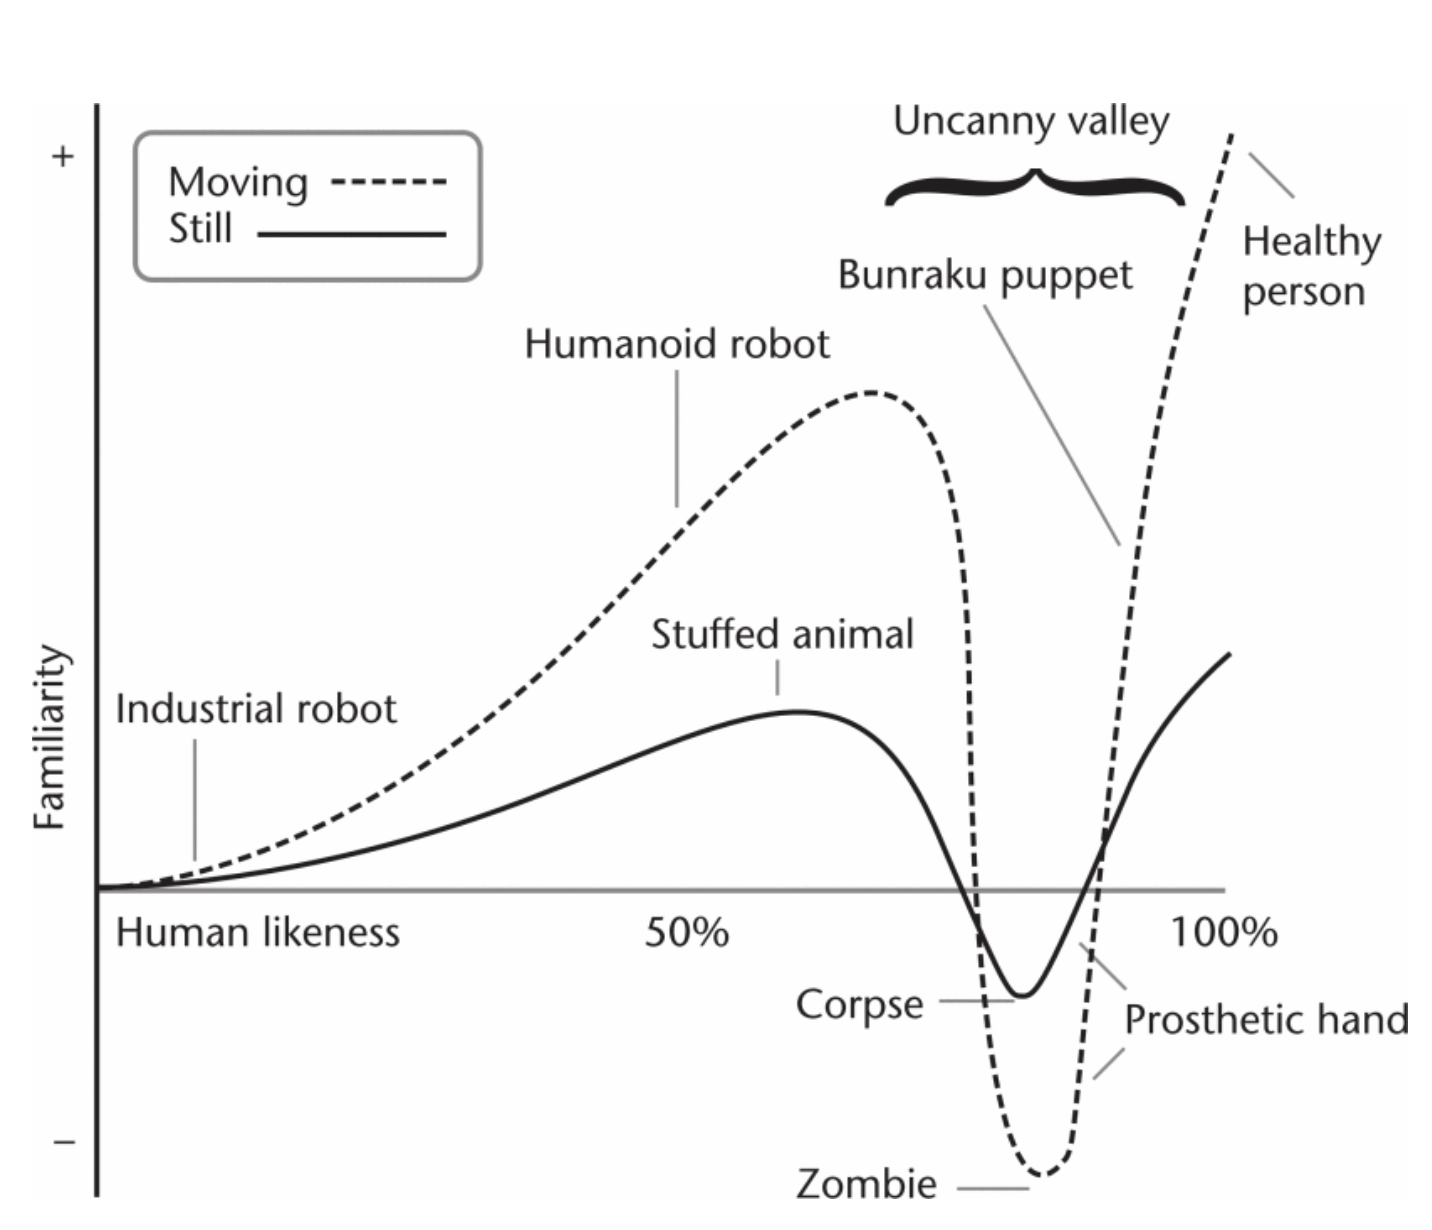 Uncanny valley
+
Moving
Still
Healthy
person
Bunraku puppet
Humanoid robot
Stuffed animal
Industrial robot
Familiarity
Human likeness
50%
100%
Corpse
Prosthetic hand
–
Zombie